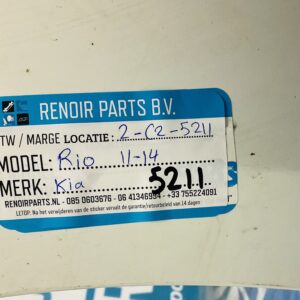 RENOIR PARTS B.V.
TW / MARGE LOCATIE: 2-C2-5211
MODEL: Rio 11-14
MERK: Kia 5211
RENOIRPARTS.NL - 085 0603676 - 06 41346994 - +33 755224091
LETOP: Na het verwijderen van de sticker vervalt de garantie/retourbeleid van 14 dagen